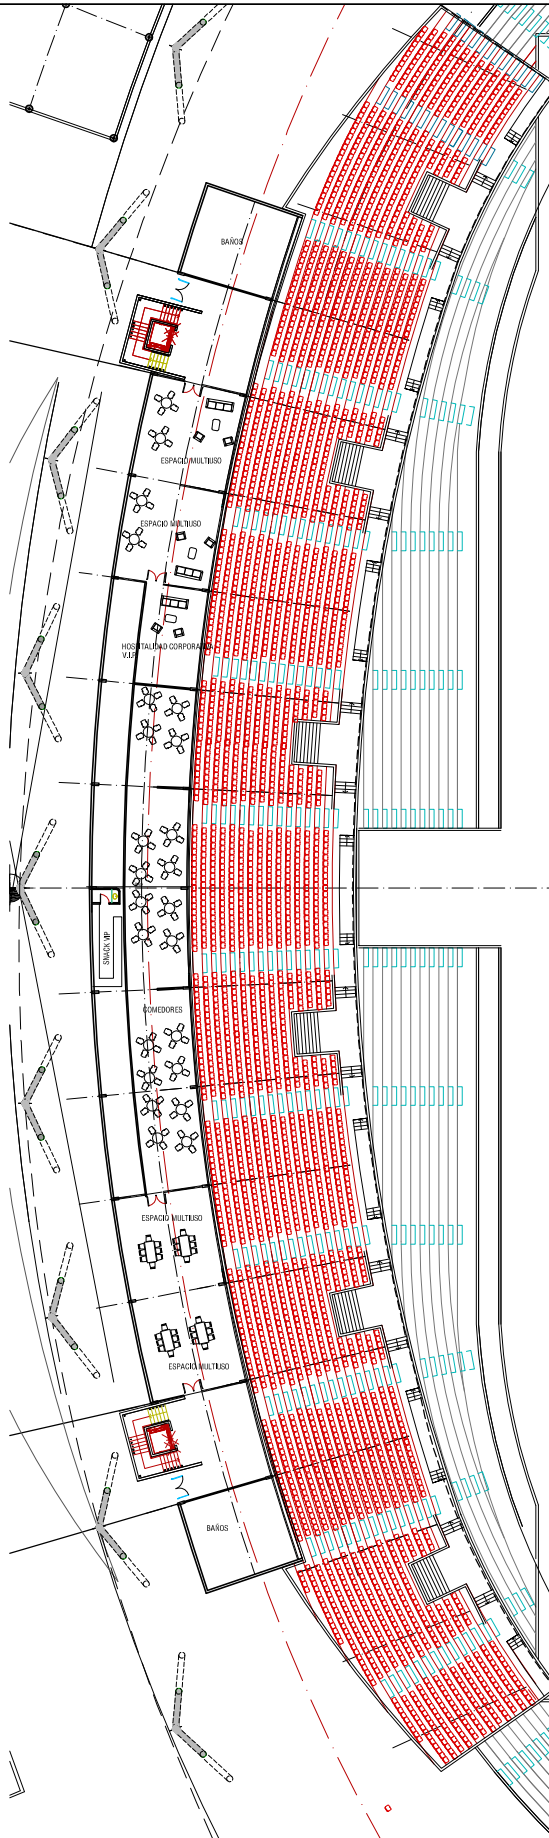 BAÑOS
ESPACIO MULTIUSO
ESPACIO MULTIUSO
HOSPITALIDAD CORPORATIVA
V.I.P.
SNACK VIP
COMEDORES
ESPACIO MULTIUSO
ESPACIO MULTIUSO
BAÑOS